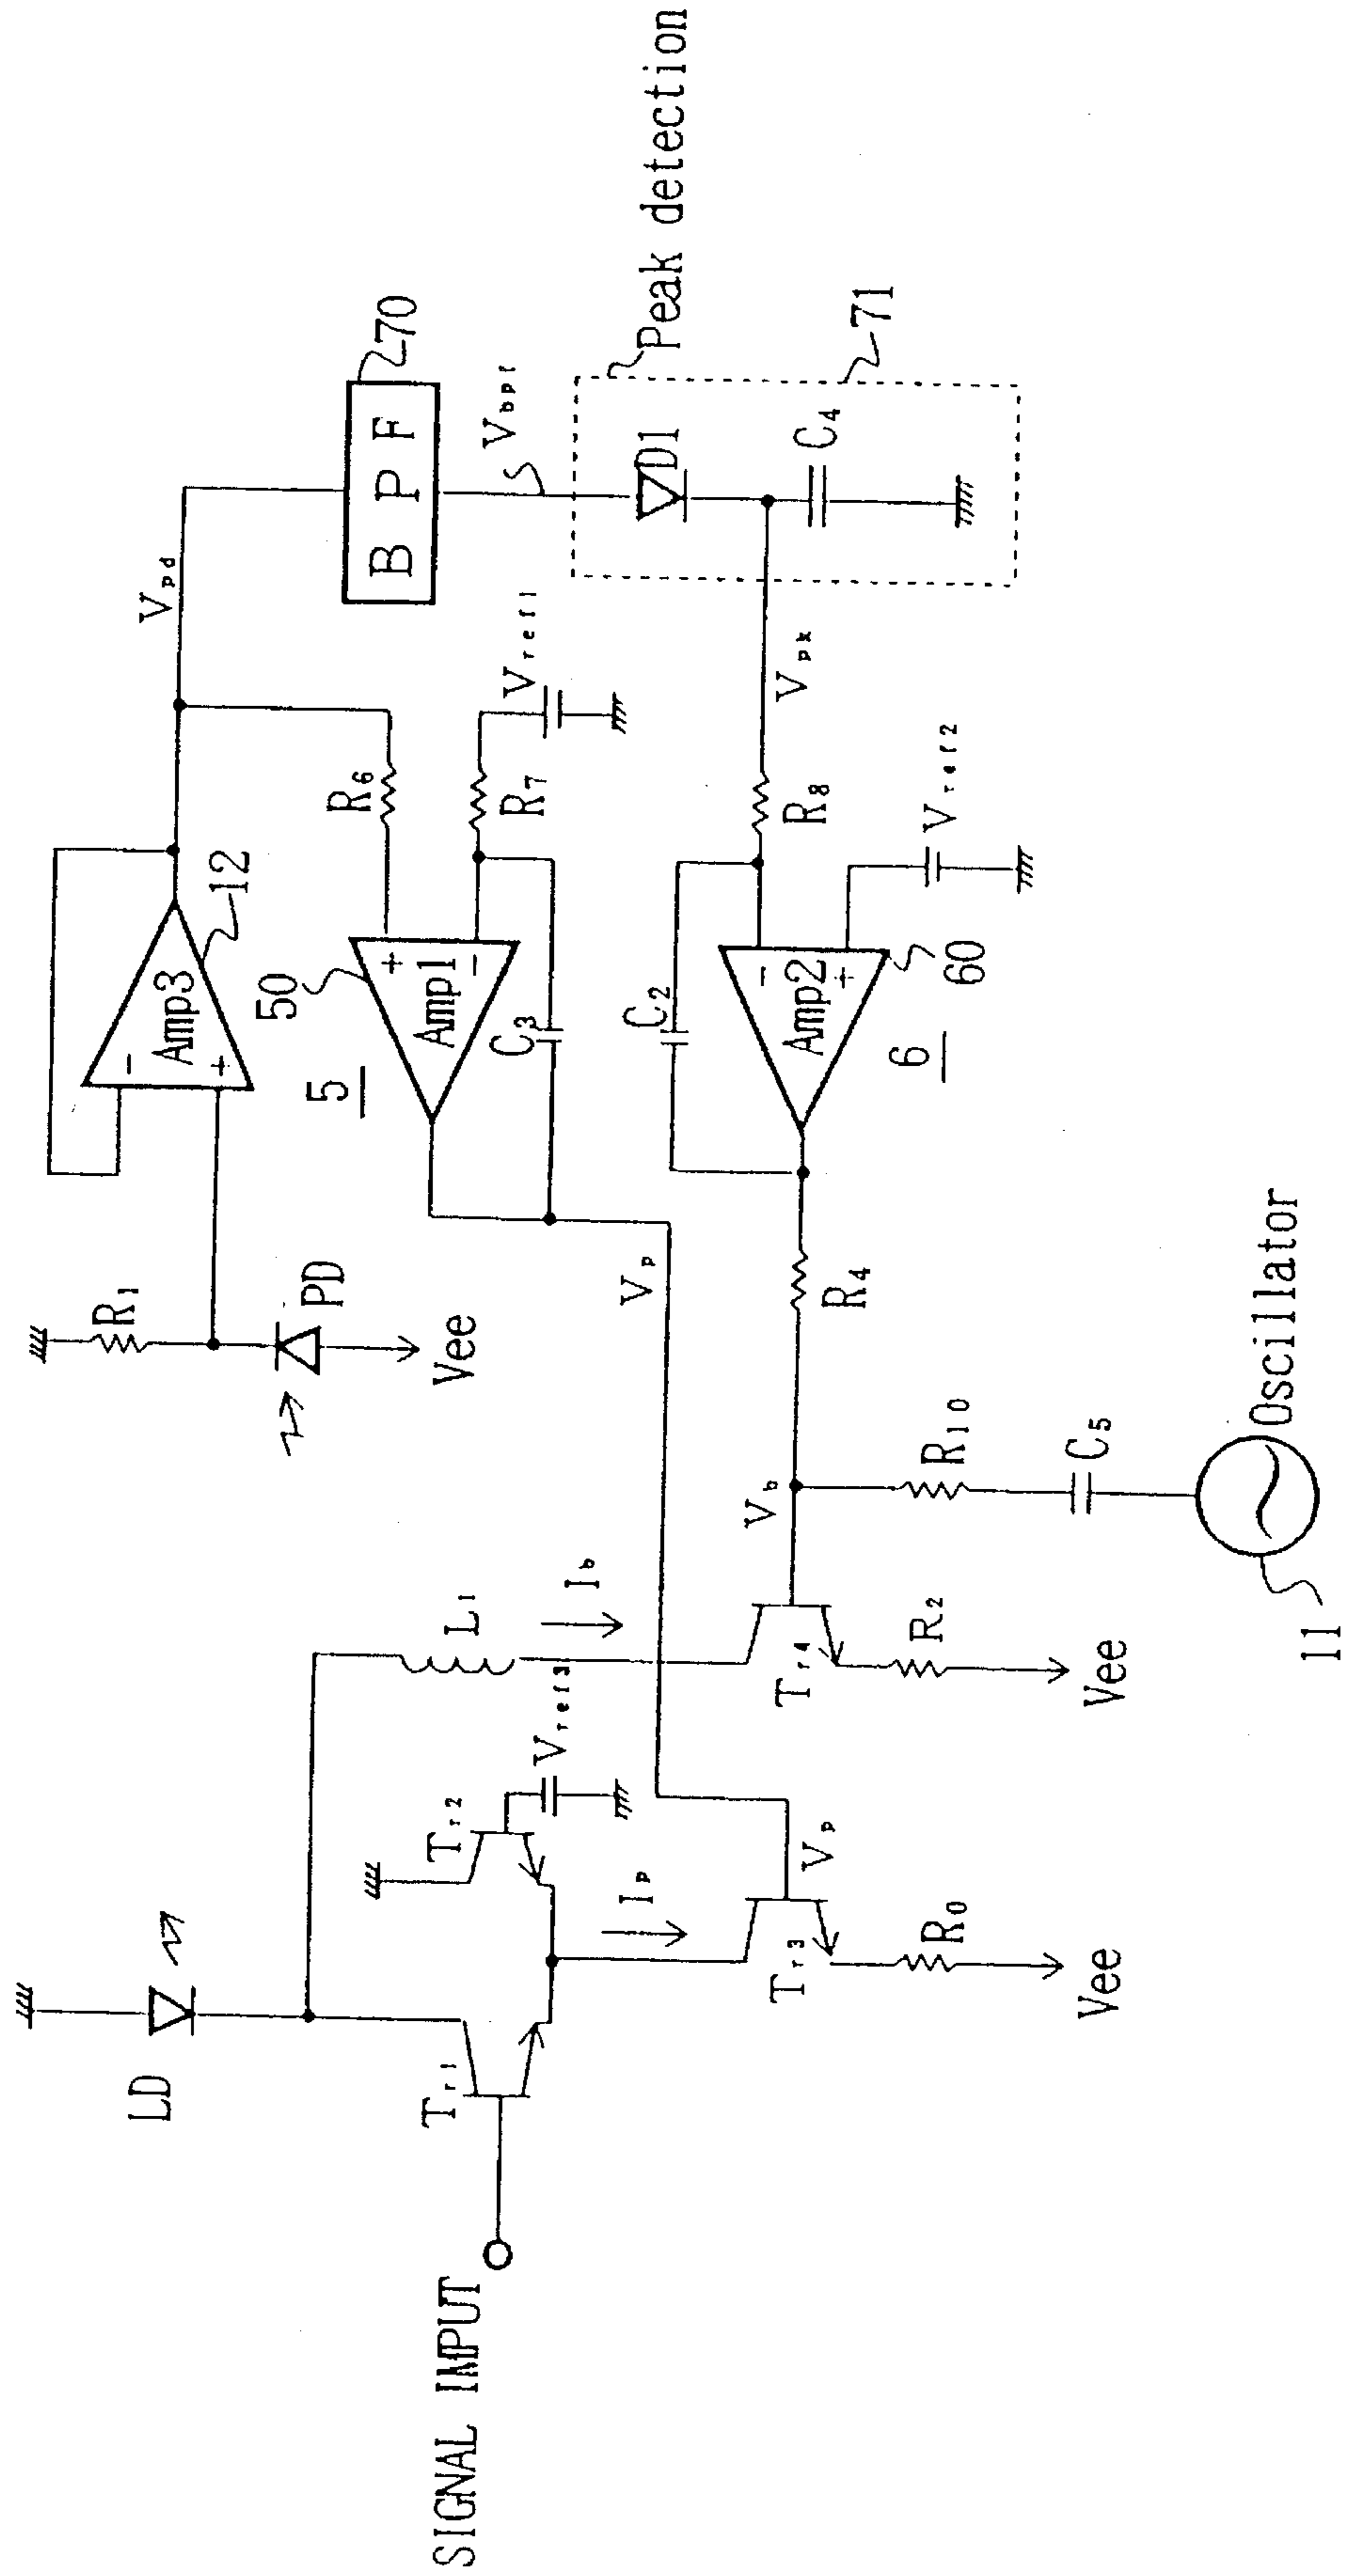 LD
SIGNAL IMPUT
Tr1
Tr2
Vref3
Ip
Tr3
Vp
R0
Vee
L1
Ib
Tr4
R2
Vee
Vb
R10
C5
Oscillator
11
R1
PD
Vee
Amp3
-
+
12
Vpd
50
5
Amp1
+
-
C3
R6
R7
Vref1
Vp
R4
C2
Amp2
-
+
6
60
R8
Vref2
Vpk
B P F
70
Vbpf
Peak detection
D1
C4
71